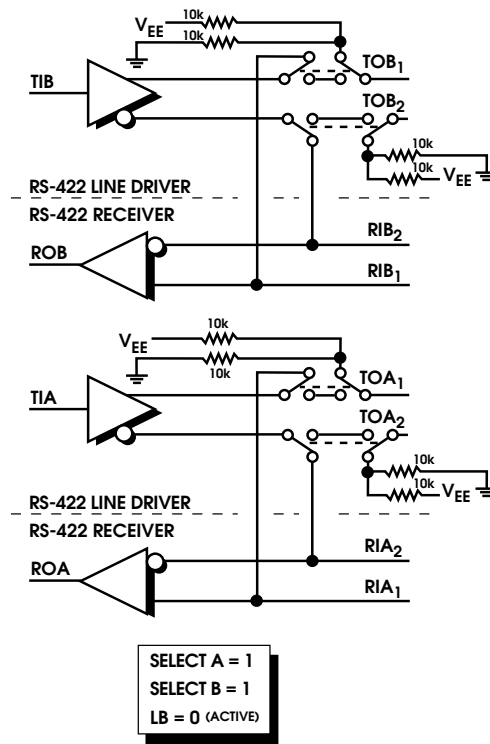 10k
VEE
10k
TOB1
TIB
TOB2
10k
10k
VEE
RS-422 LINE DRIVER
RS-422 RECEIVER
RIB2
ROB
RIB1
10k
VEE
10k
TOA1
TIA
TOA2
10k
10k
VEE
RS-422 LINE DRIVER
RS-422 RECEIVER
RIA2
ROA
RIA1
SELECT A = 1
SELECT B = 1
LB = 0 (ACTIVE)